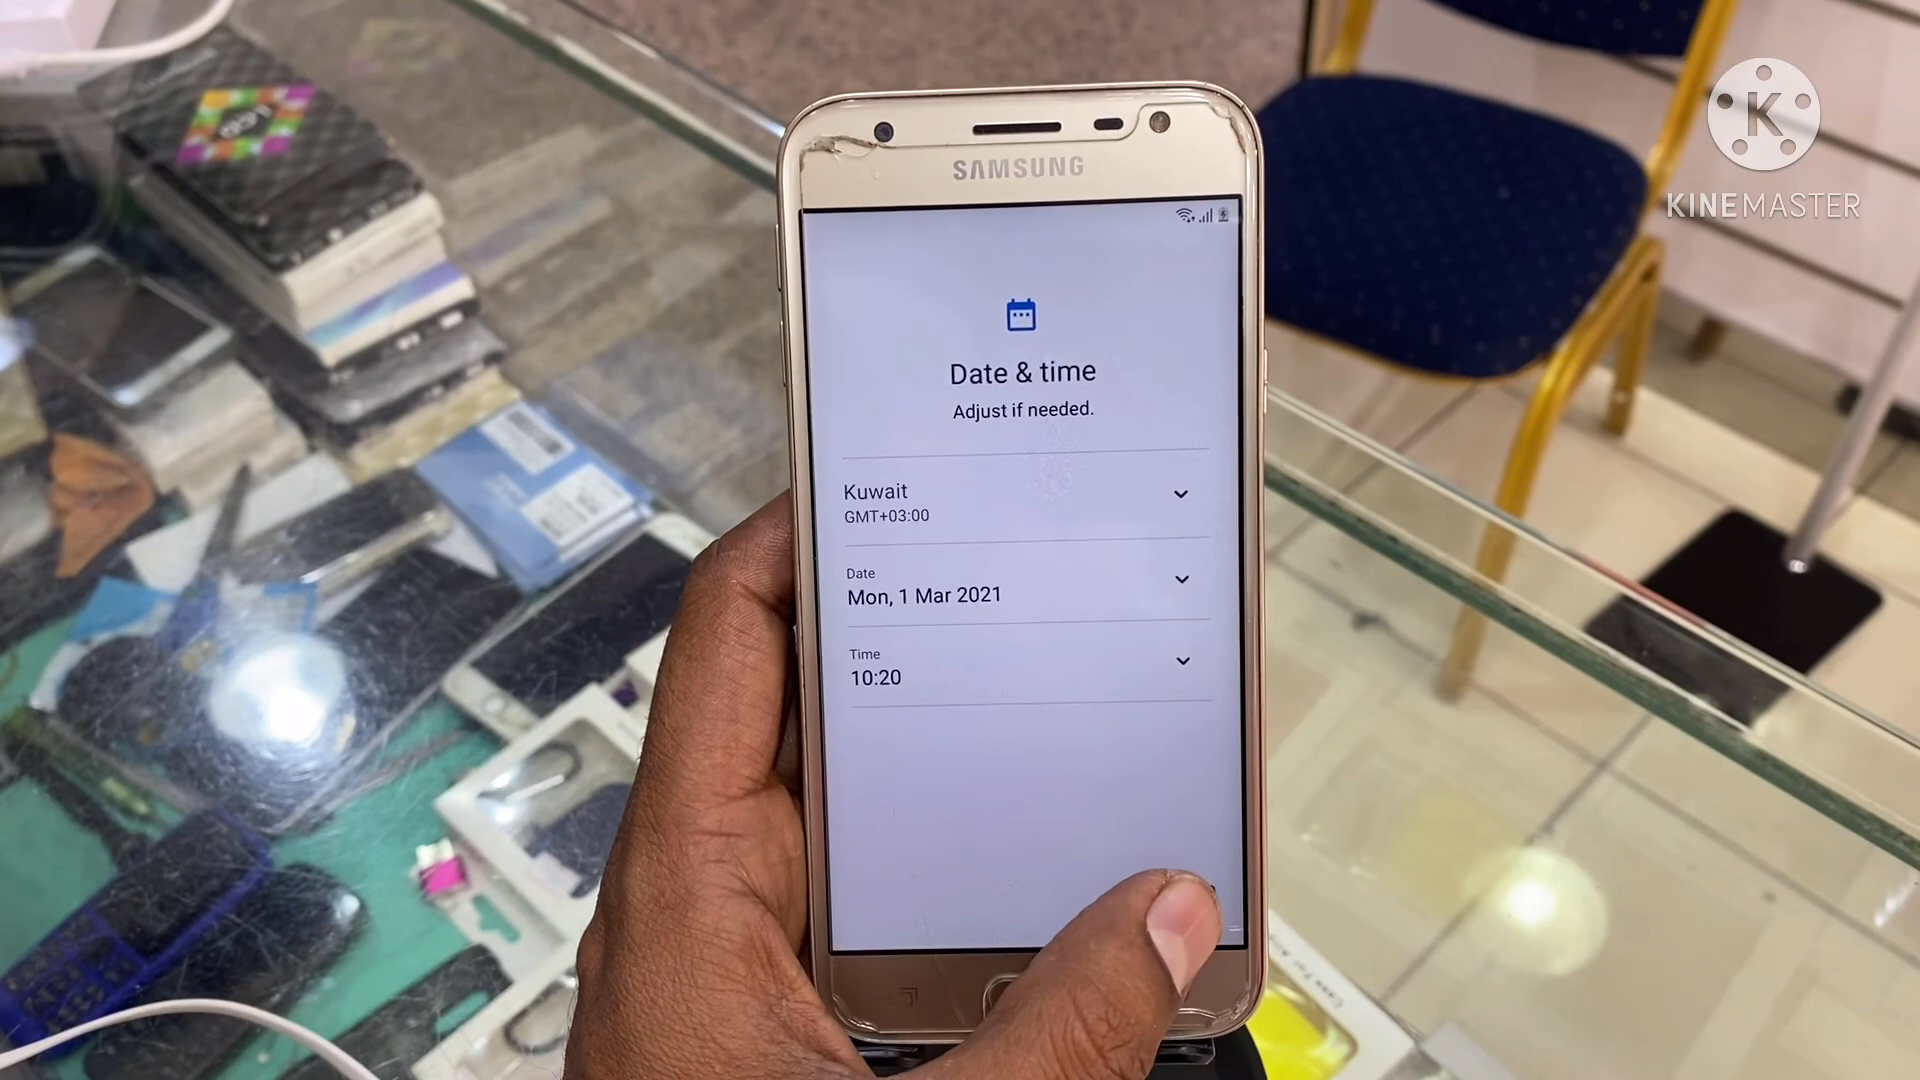 SAMSUNG
Date & time
Adjust if needed.
Kuwait
GMT+03:00
Date
Mon, 1 Mar 2021
Time
10:20
K
KINEMASTER
LCD